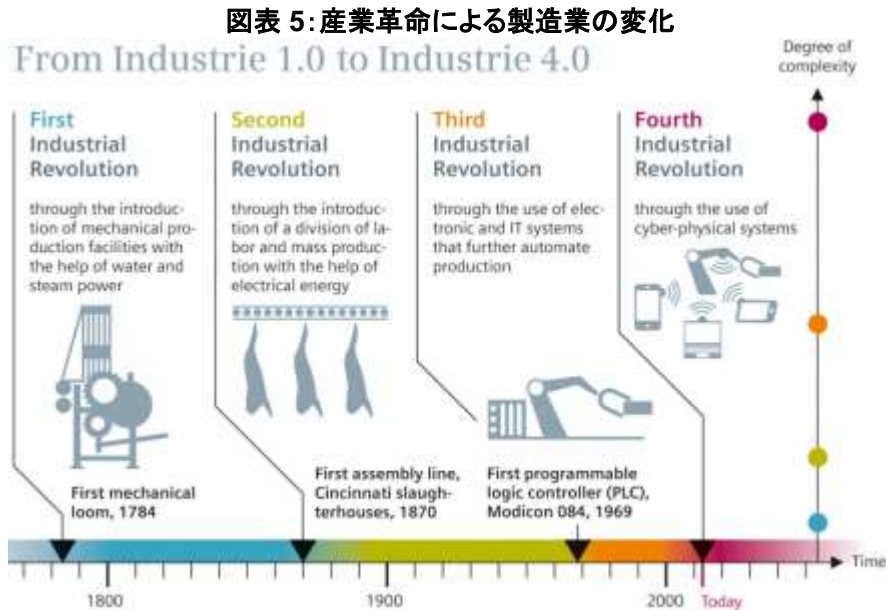 図表 5:産業革命による製造業の変化
From Industrie 1.0 to Industrie 4.0
Degree of
complexity
First
Industrial
Revolution
through the introduc-
tion of mechanical pro-
duction facilities with
the help of water and
steam power
Second
Industrial
Revolution
through the introduc-
tion of a division of la-
bor and mass produc-
tion with the help of
electrical energy
Third
Industrial
Revolution
through the use of elec-
tronic and IT systems
that further automate
production
Fourth
Industrial
Revolution
through the use of
cyber-physical systems
First mechanical
loom, 1784
First assembly line,
Cincinnati slaugh-
terhouses, 1870
First programmable
logic controller (PLC),
Modicon 084, 1969
Time
1800
1900
2000
Today